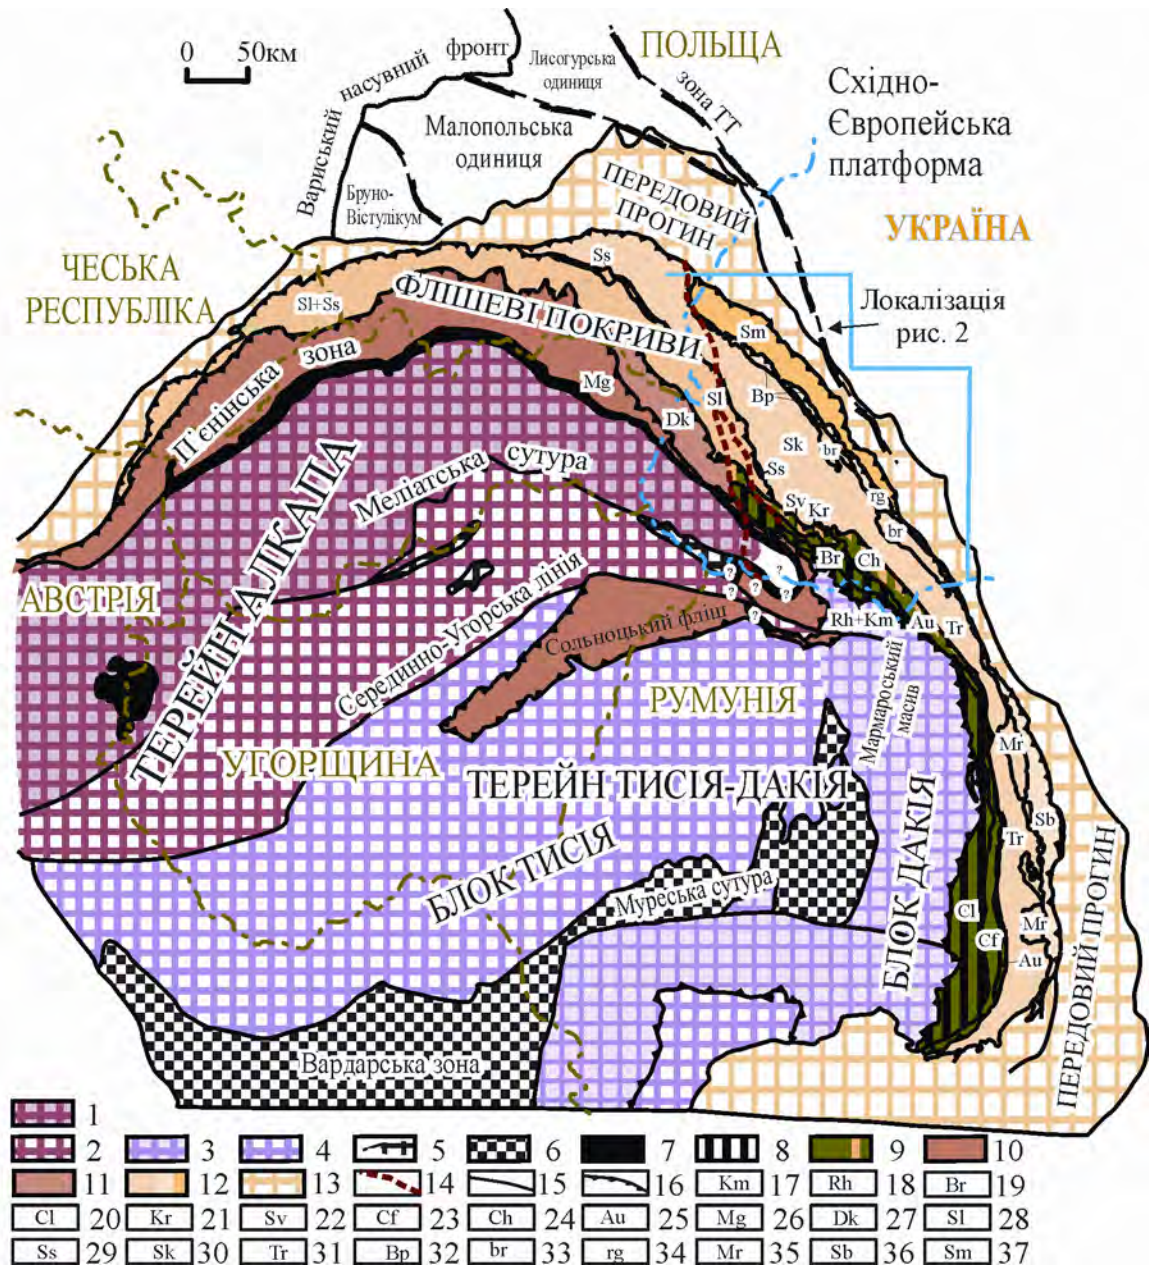 0 50км
Вариський насувний фронт
Лисогурська
одиниця
ПОЛЬЩА
зона ТТ
Східно-
Європейська
платформа
Малопольська
одиниця
Бруно-
Вістулікум
ПЕРЕДОВИЙ
ПРОГИН
УКРАЇНА
ЧЕСЬКА
РЕСПУБЛІКА
Ss
Sl+Ss
ФЛІШЕВІ ПОКРИВИ
Локалізація
рис. 2
Sm
П'єнінська зона
Mg
Bp
Sl
Dk
Sk
br
Ss
rg
Меліатська сутура
Sv
Kr
br
ТЕРЕЙН АЛКАПА
Br
Ch
АВСТРІЯ
?
?
?
?
?
?
Rh+Km
Au
Tr
Серединно-Угорська лінія
Сольноцький фліш
РУМУНІЯ
Мармароський
масив
Mr
УГОРЩИНА
ТЕРЕЙН ТИСІЯ-ДАКІЯ
Sb
Tr
БЛОК ТИСІЯ
БЛОК ДАКІЯ
Муреська сутура
Cl
Mr
Cf
Au
ПЕРЕДОВИЙ ПРОГИН
Вардарська зона
1
2 3 4 5 6 7 8 9 10
11 12 13 14 15 16 Km 17 Rh 18 Br 19
Cl 20 Kr 21 Sv 22 Cf 23 Ch 24 Au 25 Mg 26 Dk 27 Sl 28
Ss 29 Sk 30 Tr 31 Bp 32 br 33 rg 34 Mr 35 Sb 36 Sm 37